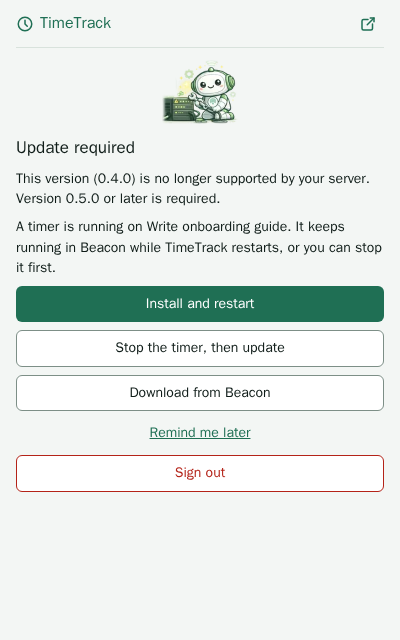 TimeTrack
Update required
This version (0.4.0) is no longer supported by your server.
Version 0.5.0 or later is required.
A timer is running on Write onboarding guide. It keeps
running in Beacon while TimeTrack restarts, or you can stop
it first.
Install and restart
Stop the timer, then update
Download from Beacon
Remind me later
Sign out